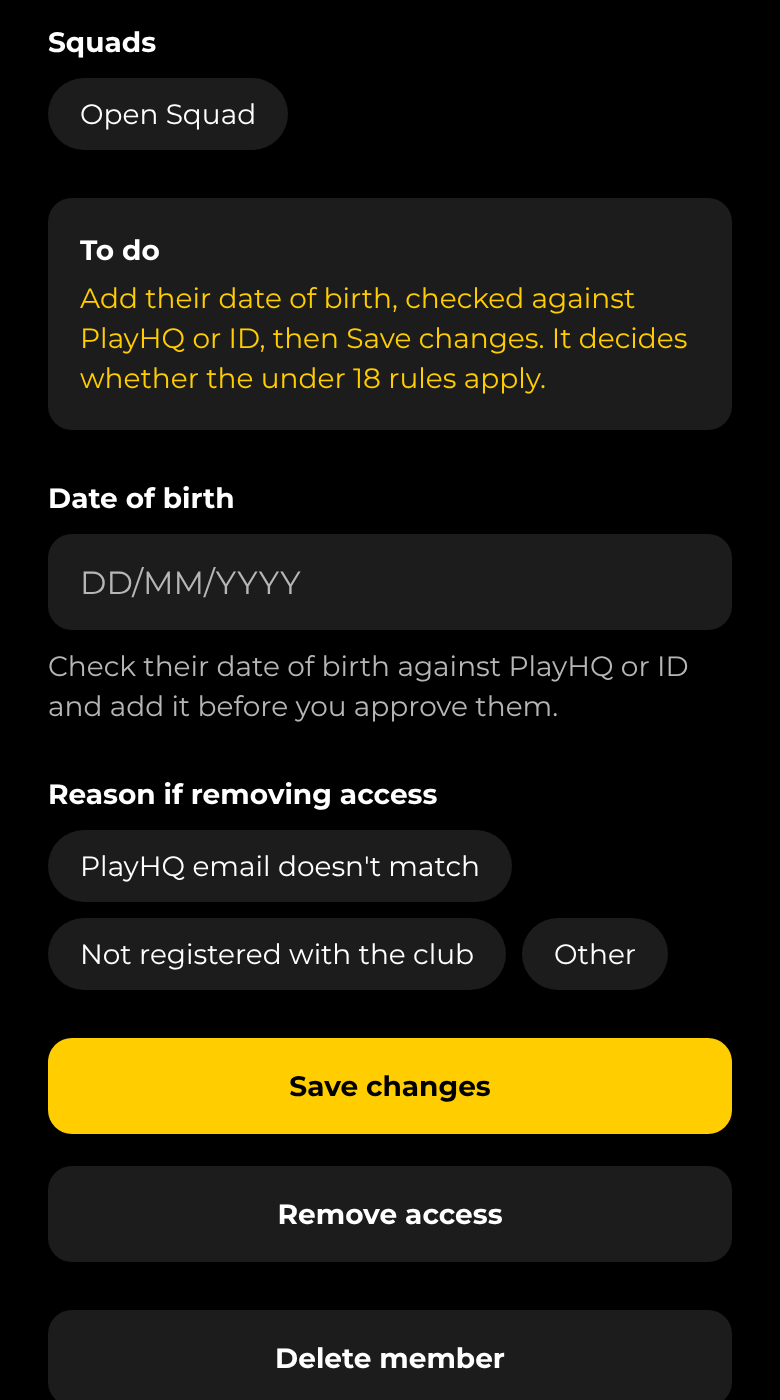 Squads
Open Squad
To do
Add their date of birth, checked against
PlayHQ or ID, then Save changes. It decides
whether the under 18 rules apply.
Date of birth
DD/MM/YYYY
Check their date of birth against PlayHQ or ID
and add it before you approve them.
Reason if removing access
PlayHQ email doesn't match
Not registered with the club
Other
Save changes
Remove access
Delete member